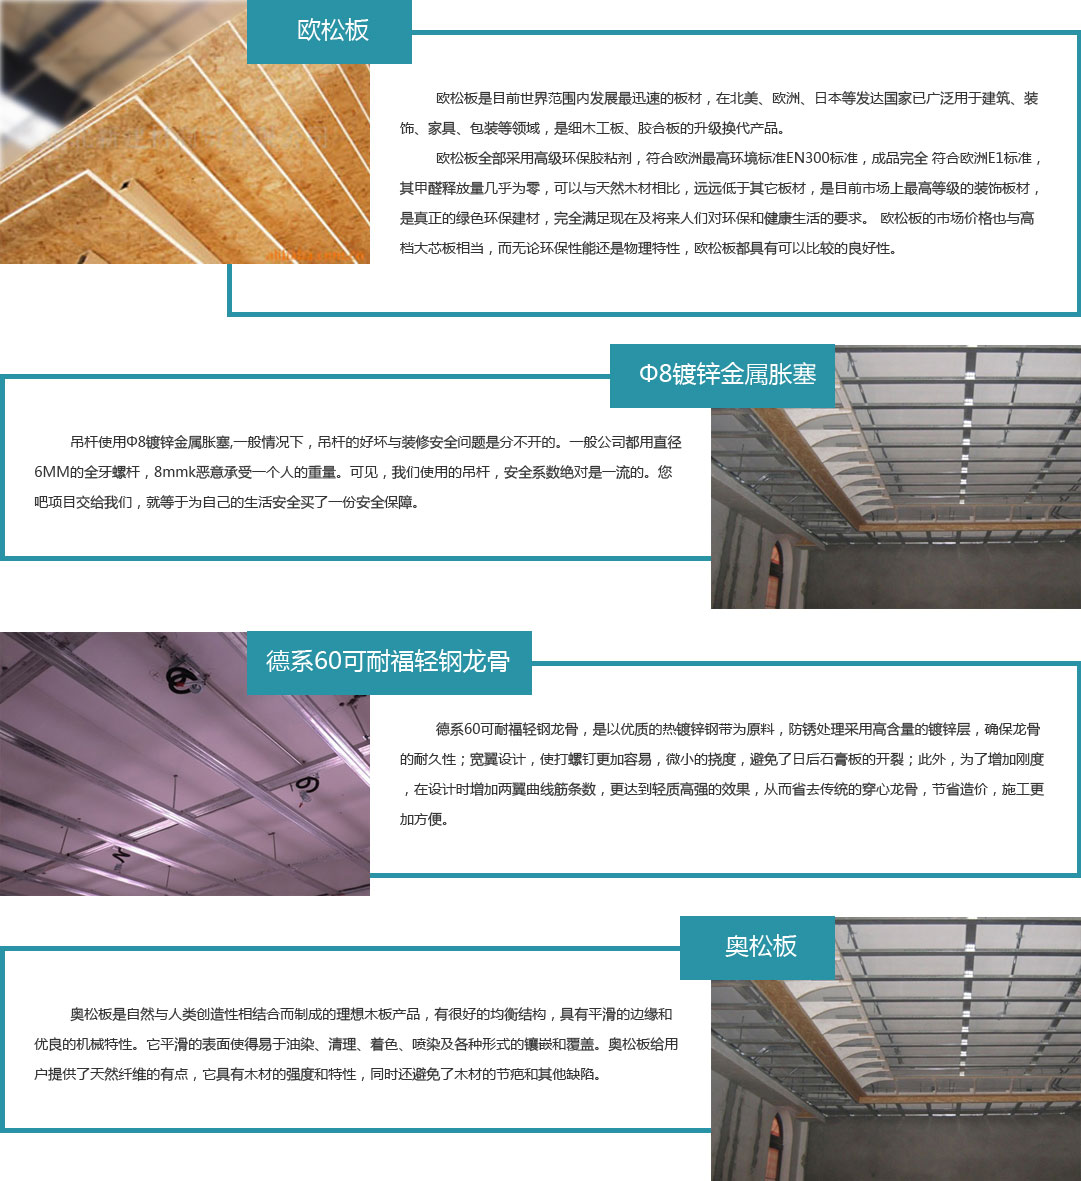 欧松板
欧松板是目前世界范围内发展最迅速的板材，在北美、欧洲、日本等发达国家已广泛用于建筑、装
饰、家具、包装等领域，是细木工板、胶合板的升级换代产品。
欧松板全部采用高级环保胶粘剂，符合欧洲最高环境标准EN300标准，成品完全 符合欧洲E1标准，
其甲醛释放量几乎为零，可以与天然木材相比，远远低于其它板材，是目前市场上最高等级的装饰板材，
是真正的绿色环保建材，完全满足现在及将来人们对环保和健康生活的要求。 欧松板的市场价格也与高
档大芯板相当，而无论环保性能还是物理特性，欧松板都具有可以比较的良好性。
Φ8镀锌金属胀塞
吊杆使用Φ8镀锌金属胀塞,一般情况下，吊杆的好坏与装修安全问题是分不开的。一般公司都用直径
6MM的全牙螺杆，8mmk恶意承受一个人的重量。可见，我们使用的吊杆，安全系数绝对是一流的。您
吧项目交给我们，就等于为自己的生活安全买了一份安全保障。
德系60可耐福轻钢龙骨
德系60可耐福轻钢龙骨，是以优质的热镀锌钢带为原料，防锈处理采用高含量的镀锌层，确保龙骨
的耐久性；宽翼设计，使打螺钉更加容易，微小的挠度，避免了日后石膏板的开裂；此外，为了增加刚度
，在设计时增加两翼曲线筋条数，更达到轻质高强的效果，从而省去传统的穿心龙骨，节省造价，施工更
加方便。
奥松板
奥松板是自然与人类创造性相结合而制成的理想木板产品，有很好的均衡结构，具有平滑的边缘和
优良的机械特性。它平滑的表面使得易于油染、清理、着色、喷染及各种形式的镶嵌和覆盖。奥松板给用
户提供了天然纤维的有点，它具有木材的强度和特性，同时还避免了木材的节疤和其他缺陷。